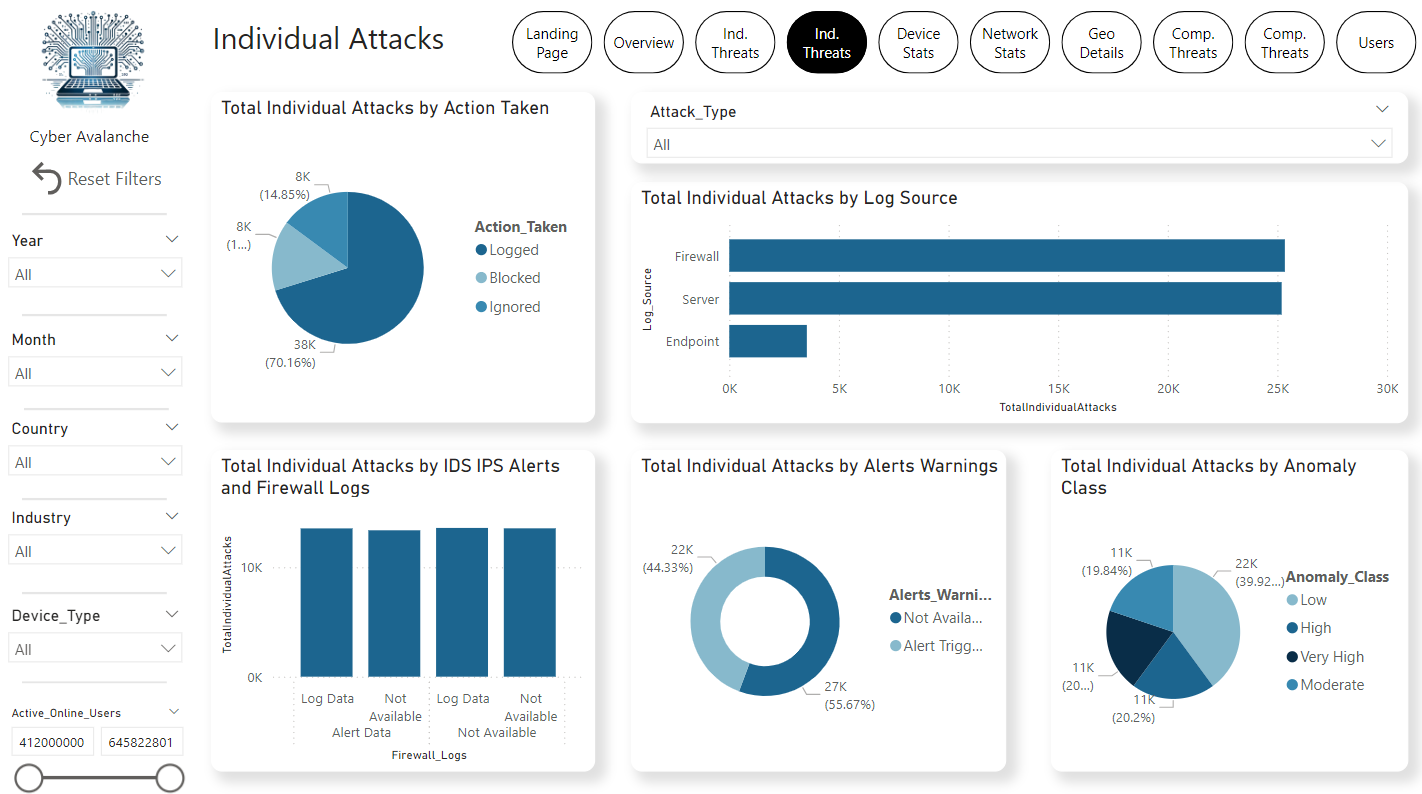 Individual Attacks
Landing
Page
Overview
Ind.
Threats
Ind.
Threats
Device
Stats
Network
Stats
Geo
Details
Comp.
Threats
Comp.
Threats
Users
Cyber Avalanche
Reset Filters
Year
All
Month
All
Country
All
Industry
All
Device_Type
All
Active_Online_Users
412000000
645822801
Total Individual Attacks by Action Taken
8K
(14.85%)
8K
(1...)
38K
(70.16%)
Action_Taken
Logged
Blocked
Ignored
Attack_Type
All
Total Individual Attacks by Log Source
Log_Source
Firewall
Server
Endpoint
0K 5K 10K 15K 20K 25K 30K
TotalIndividualAttacks
Total Individual Attacks by IDS IPS Alerts
and Firewall Logs
TotalIndividualAttacks
10K
0K
Log Data
Not
Available
Log Data
Not
Available
Alert Data
Not Available
Firewall_Logs
Total Individual Attacks by Alerts Warnings
22K
(44.33%)
27K
(55.67%)
Alerts_Warni...
Not Availa...
Alert Trigg...
Total Individual Attacks by Anomaly
Class
11K
(19.84%)
22K
(39.92...)
11K
(20...)
11K
(20.2%)
Anomaly_Class
Low
High
Very High
Moderate